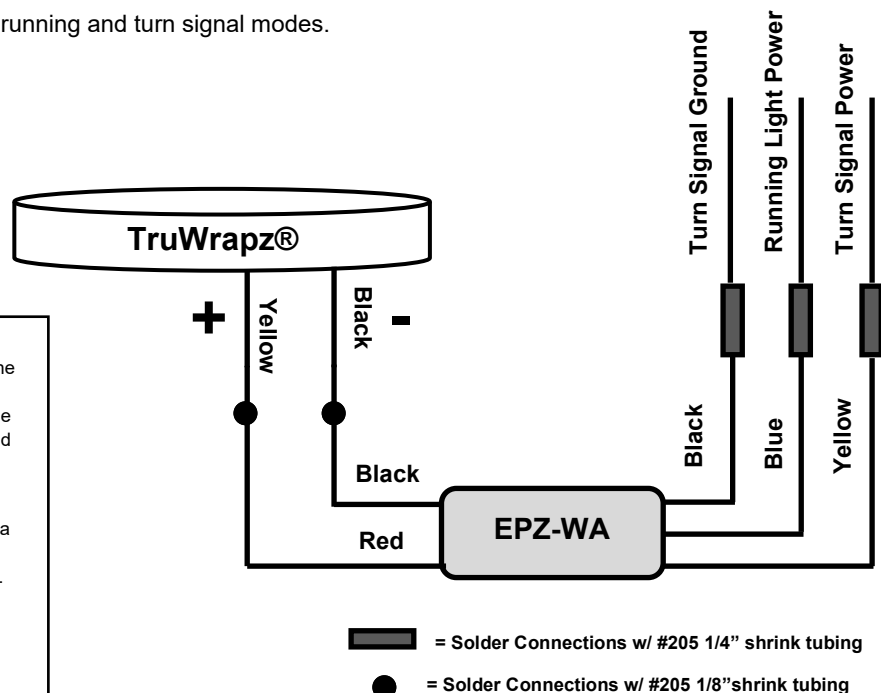 running and turn signal modes.
Turn Signal Ground
Running Light Power
Turn Signal Power
TruWrapz®
+
Yellow
Black
-
Black
Blue
Yellow
Black
Red
EPZ-WA
a
= Solder Connections w/ #205 1/4” shrink tubing
= Solder Connections w/ #205 1/8”shrink tubing